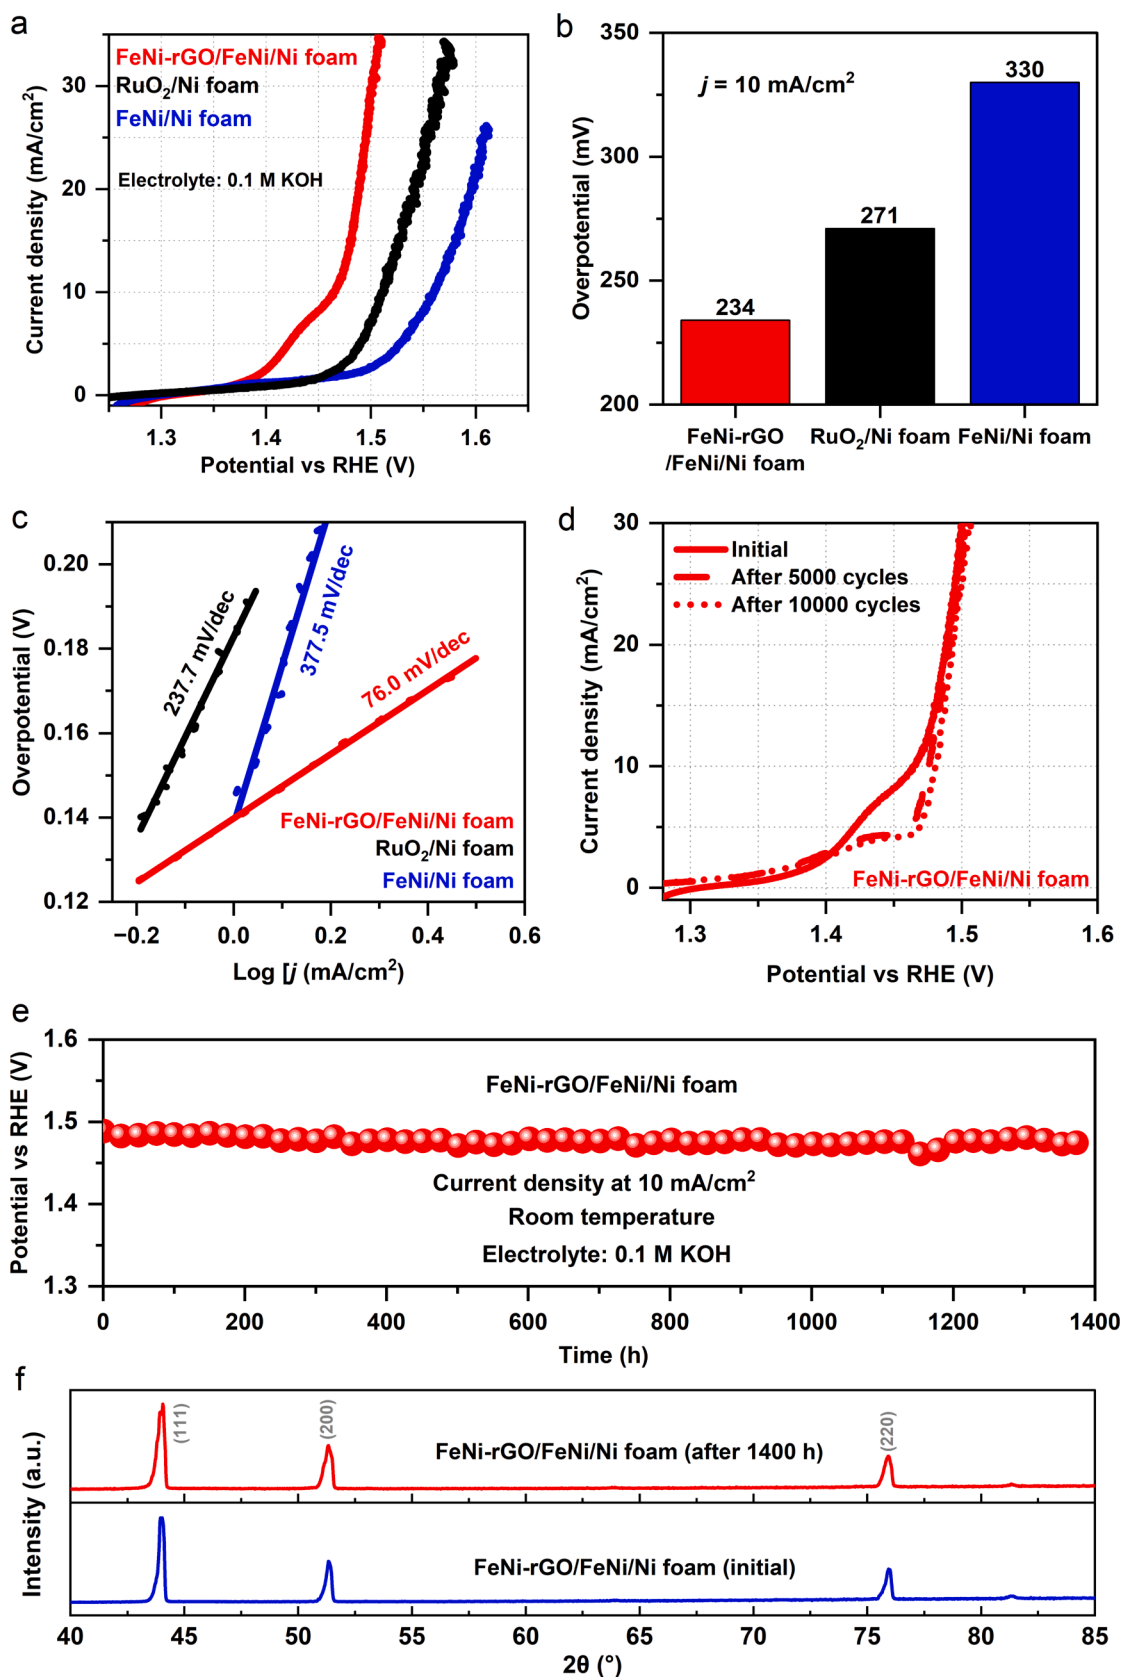 a
FeNi-rGO/FeNi/Ni foam
RuO₂/Ni foam
FeNi/Ni foam
Electrolyte: 0.1 M KOH
Current density (mA/cm²)
30
20
10
0
1.3 1.4 1.5 1.6
Potential vs RHE (V)
b
j = 10 mA/cm²
Overpotential (mV)
350
300
250
200
234
271
330
FeNi-rGO
/FeNi/Ni foam
RuO₂/Ni foam
FeNi/Ni foam
c
Overpotential (V)
0.20
0.18
0.16
0.14
0.12
237.7 mV/dec
377.5 mV/dec
76.0 mV/dec
FeNi-rGO/FeNi/Ni foam
RuO₂/Ni foam
FeNi/Ni foam
−0.2 0.0 0.2 0.4 0.6
Log [j (mA/cm²)
d
Initial
After 5000 cycles
After 10000 cycles
Current density (mA/cm²)
30
20
10
0
FeNi-rGO/FeNi/Ni foam
1.3 1.4 1.5 1.6
Potential vs RHE (V)
e
Potential vs RHE (V)
1.6
1.5
1.4
1.3
FeNi-rGO/FeNi/Ni foam
Current density at 10 mA/cm²
Room temperature
Electrolyte: 0.1 M KOH
0 200 400 600 800 1000 1200 1400
Time (h)
f
Intensity (a.u.)
(111)
(200)
(220)
FeNi-rGO/FeNi/Ni foam (after 1400 h)
FeNi-rGO/FeNi/Ni foam (initial)
40 45 50 55 60 65 70 75 80 85
2θ (°)